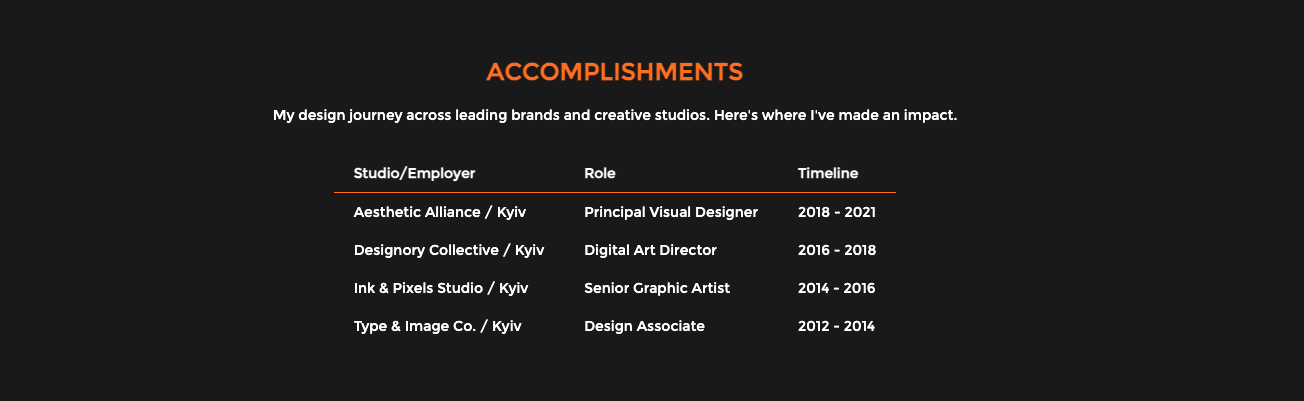 ACCOMPLISHMENTS
My design journey across leading brands and creative studios. Here's where I've made an impact.
Studio/Employer Role Timeline
Aesthetic Alliance / Kyiv Principal Visual Designer 2018 - 2021
Designory Collective / Kyiv Digital Art Director 2016 - 2018
Ink & Pixels Studio / Kyiv Senior Graphic Artist 2014 - 2016
Type & Image Co. / Kyiv Design Associate 2012 - 2014